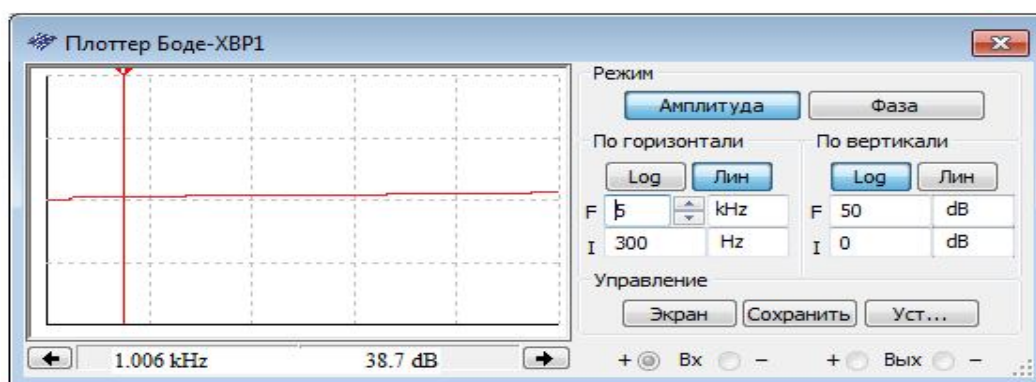 Плоттер Боде-XBP1
Режим
Амплитуда Фаза
По горизонтали По вертикали
Log Лин Log Лин
F 5 kHz F 50 dB
I 300 Hz I 0 dB
Управление
Экран Сохранить Уст...
1.006 kHz 38.7 dB + Вх – + Вых –